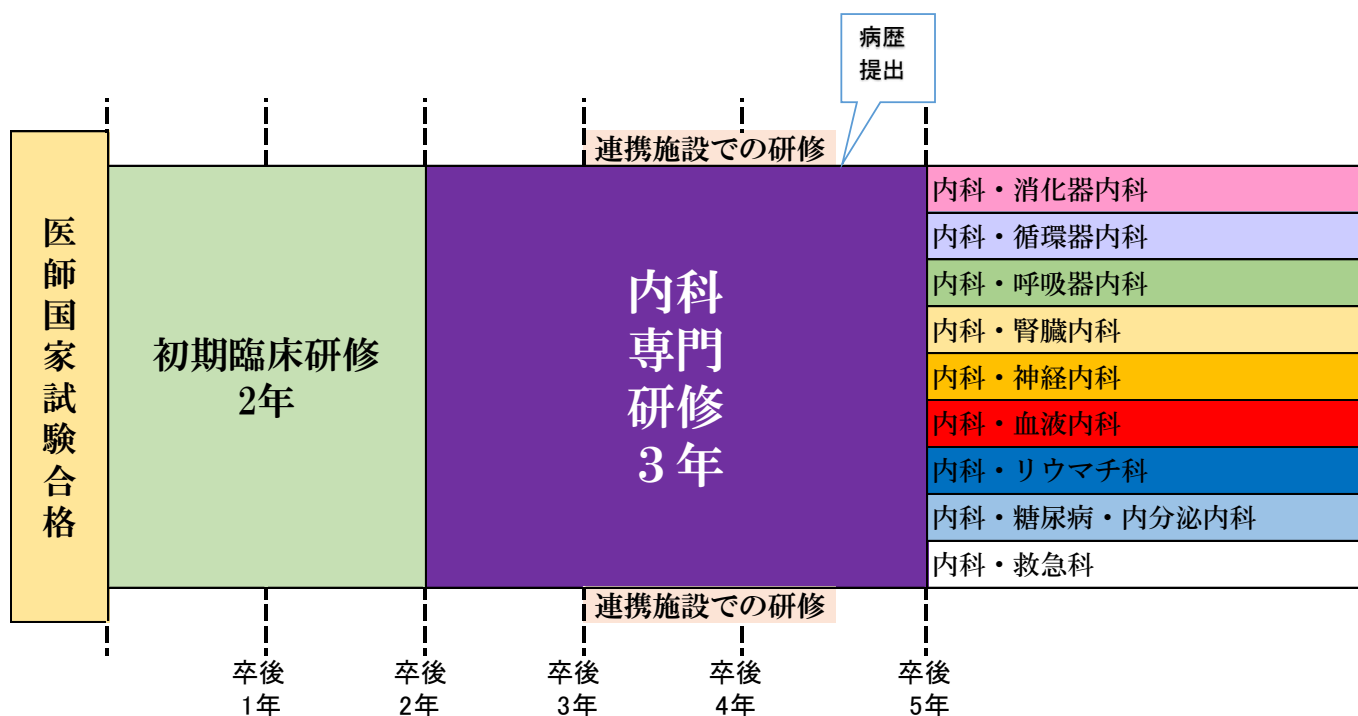 病歴
提出
連携施設での研修
医師国家試験合格
初期臨床研修
2年
内科
専門
研修
３年
内科・消化器内科
内科・循環器内科
内科・呼吸器内科
内科・腎臓内科
内科・神経内科
内科・血液内科
内科・リウマチ科
内科・糖尿病・内分泌内科
内科・救急科
連携施設での研修
卒後
1年
卒後
2年
卒後
3年
卒後
4年
卒後
5年